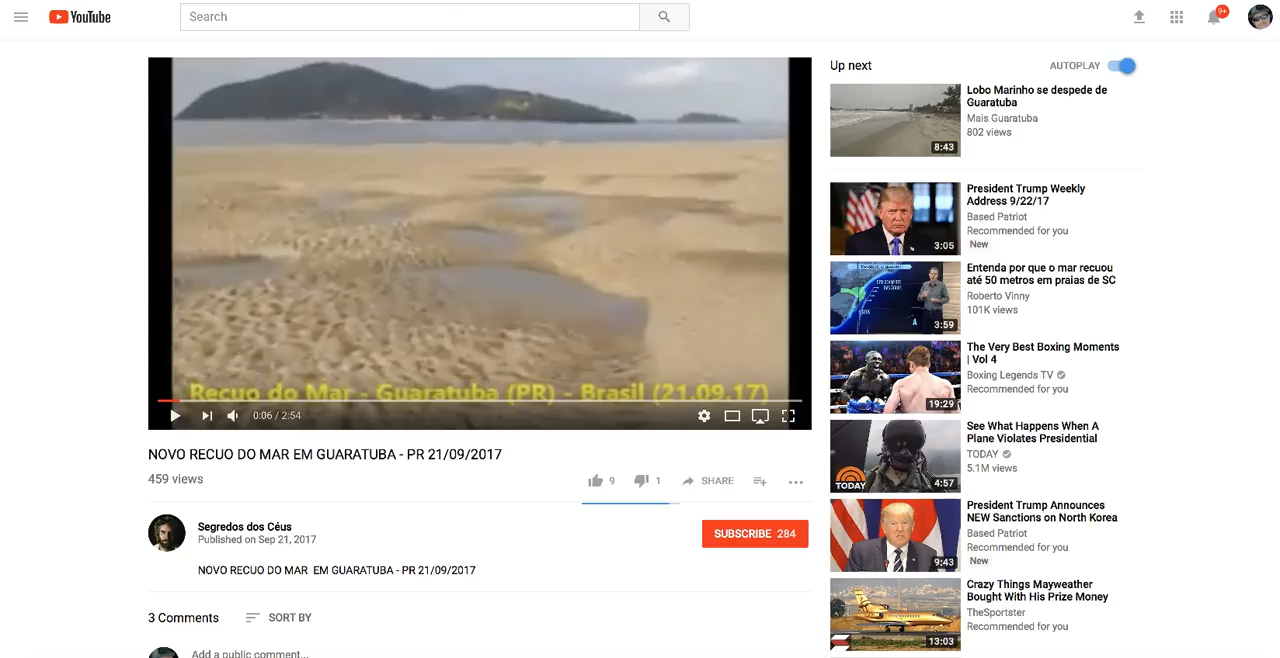 YouTube
Search
9+
Recuo do Mar - Guaratuba (PR) - Brasil (21.09.17)
0:06 / 2:54
NOVO RECUO DO MAR EM GUARATUBA - PR 21/09/2017
459 views
9
1
SHARE
Segredos dos Céus
Published on Sep 21, 2017
SUBSCRIBE 284
NOVO RECUO DO MAR EM GUARATUBA - PR 21/09/2017
3 Comments
SORT BY
Add a public comment...
Up next
AUTOPLAY
8:43
Lobo Marinho se despede de
Guaratuba
Mais Guaratuba
802 views
3:05
President Trump Weekly
Address 9/22/17
Based Patriot
Recommended for you
New
3:59
Entenda por que o mar recuou
até 50 metros em praias de SC
Roberto Vinny
101K views
19:29
The Very Best Boxing Moments
| Vol 4
Boxing Legends TV
Recommended for you
TODAY
4:57
See What Happens When A
Plane Violates Presidential
TODAY
5.1M views
9:43
President Trump Announces
NEW Sanctions on North Korea
Based Patriot
Recommended for you
New
13:03
Crazy Things Mayweather
Bought With His Prize Money
TheSportster
Recommended for you